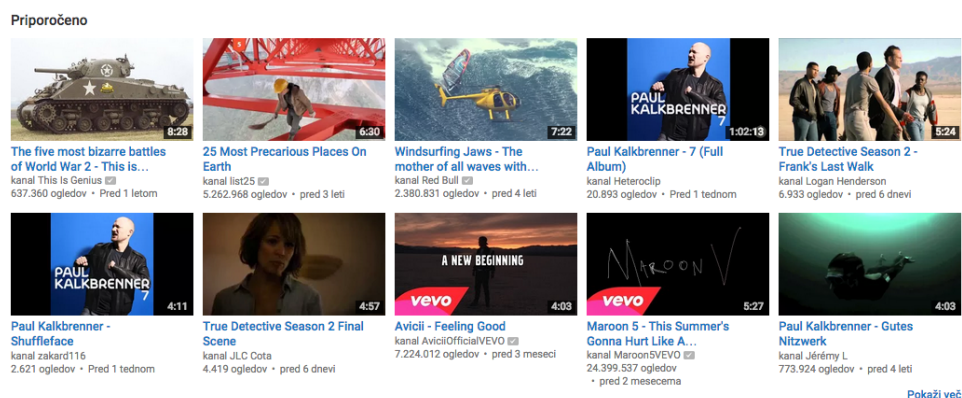 Priporočeno
8:28
6:30
7:22
PAUL
KALKBRENNER
7
1:02:13
5:24
The five most bizarre battles
of World War 2 - This is…
kanal This Is Genius
637.360 ogledov • Pred 1 letom
25 Most Precarious Places On
Earth
kanal list25
5.262.968 ogledov • pred 3 leti
Windsurfing Jaws - The
mother of all waves with…
kanal Red Bull
2.380.831 ogledov • pred 4 leti
Paul Kalkbrenner - 7 (Full
Album)
kanal Heteroclip
20.893 ogledov • Pred 1 tednom
True Detective Season 2 -
Frank's Last Walk
kanal Logan Henderson
6.933 ogledov • pred 6 dnevi
PAUL
KALKBRENNER
7
4:11
4:57
A NEW BEGINNING
vevo
4:03
MAROON V
vevo
5:27
4:03
Paul Kalkbrenner -
Shuffleface
kanal zakard116
2.621 ogledov • Pred 1 tednom
True Detective Season 2 Final
Scene
kanal JLC Cota
4.419 ogledov • pred 6 dnevi
Avicii - Feeling Good
kanal AviciiOfficialVEVO
7.224.012 ogledov • pred 3 meseci
Maroon 5 - This Summer's
Gonna Hurt Like A…
kanal Maroon5VEVO
24.399.537 ogledov
• pred 2 mesecema
Paul Kalkbrenner - Gutes
Nitzwerk
kanal Jérémy L
773.924 ogledov • pred 4 leti
Pokaži več